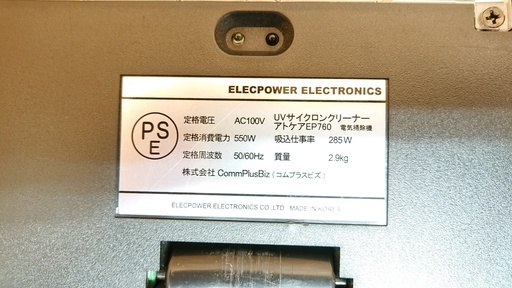 ELECPOWER ELECTRONICS
PS
E
定格電圧 AC100V UVサイクロンクリーナー
アトケアEP760 電気掃除機
定格消費電力 550W 吸込仕事率 285W
定格周波数 50/60Hz 質量 2.9kg
株式会社 CommPlusBiz (コムプラスビズ)
ELECPOWER ELECTRONICS CO.,LTD. MADE IN KOREA